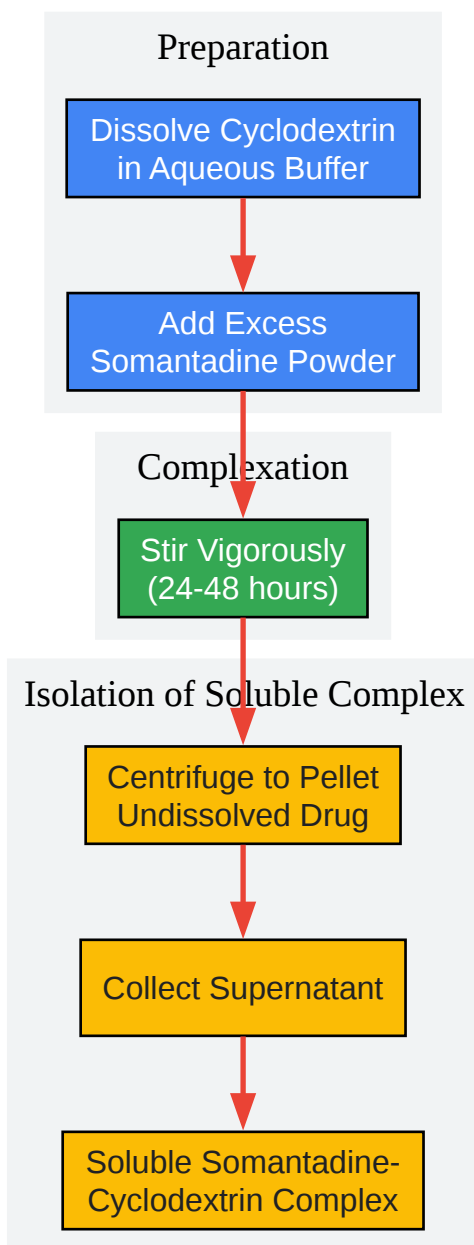 Preparation
Dissolve Cyclodextrin
in Aqueous Buffer
Add Excess
Somantadine Powder
Complexation
Stir Vigorously
(24-48 hours)
Isolation of Soluble Complex
Centrifuge to Pellet
Undissolved Drug
Collect Supernatant
Soluble Somantadine-
Cyclodextrin Complex